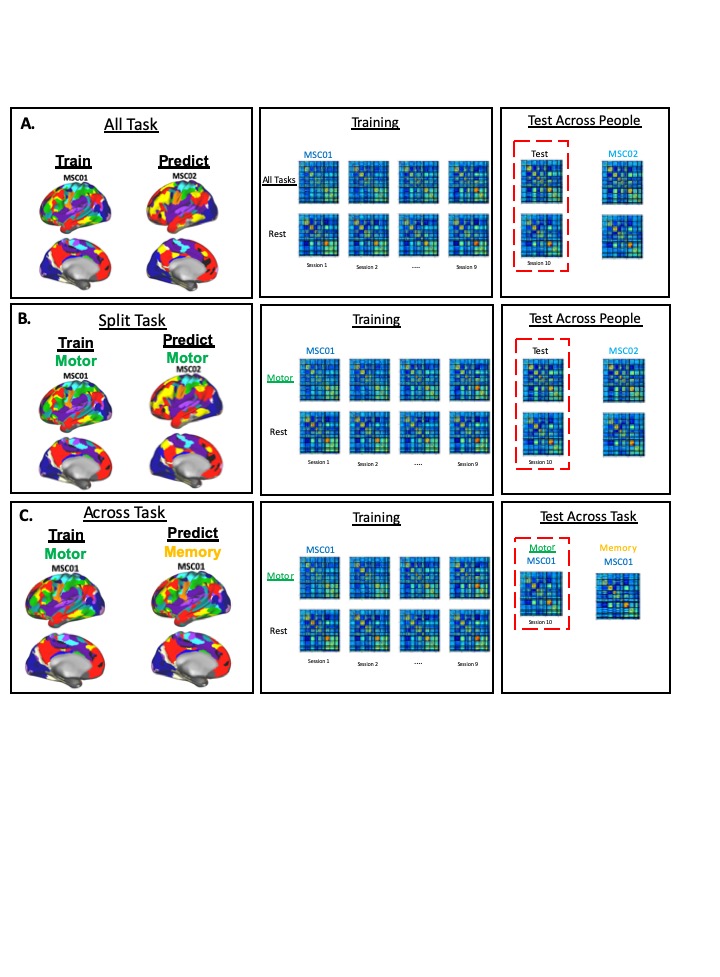 A.
All Task
Train
Predict
MSC01
MSC02
Training
MSC01
All Tasks
Rest
Session 1
Session 2
....
Session 9
Test Across People
Test
MSC02
Session 10
B.
Split Task
Train
Predict
Motor
Motor
MSC01
MSC02
Training
MSC01
Motor
Rest
Session 1
Session 2
....
Session 9
Test Across People
Test
MSC02
Session 10
C.
Across Task
Train
Predict
Motor
Memory
MSC01
MSC01
Training
MSC01
Motor
Rest
Session 1
Session 2
....
Session 9
Test Across Task
Motor
Memory
MSC01
MSC01
Session 10